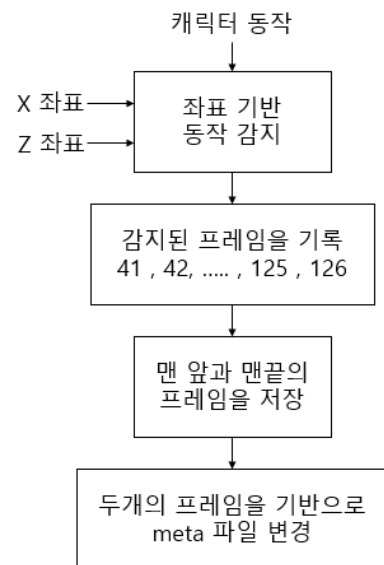 캐릭터 동작
X 좌표
Z 좌표
좌표 기반
동작 감지
감지된 프레임을 기록
41 , 42, ..... , 125 , 126
맨 앞과 맨끝의
프레임을 저장
두개의 프레임을 기반으로
meta 파일 변경